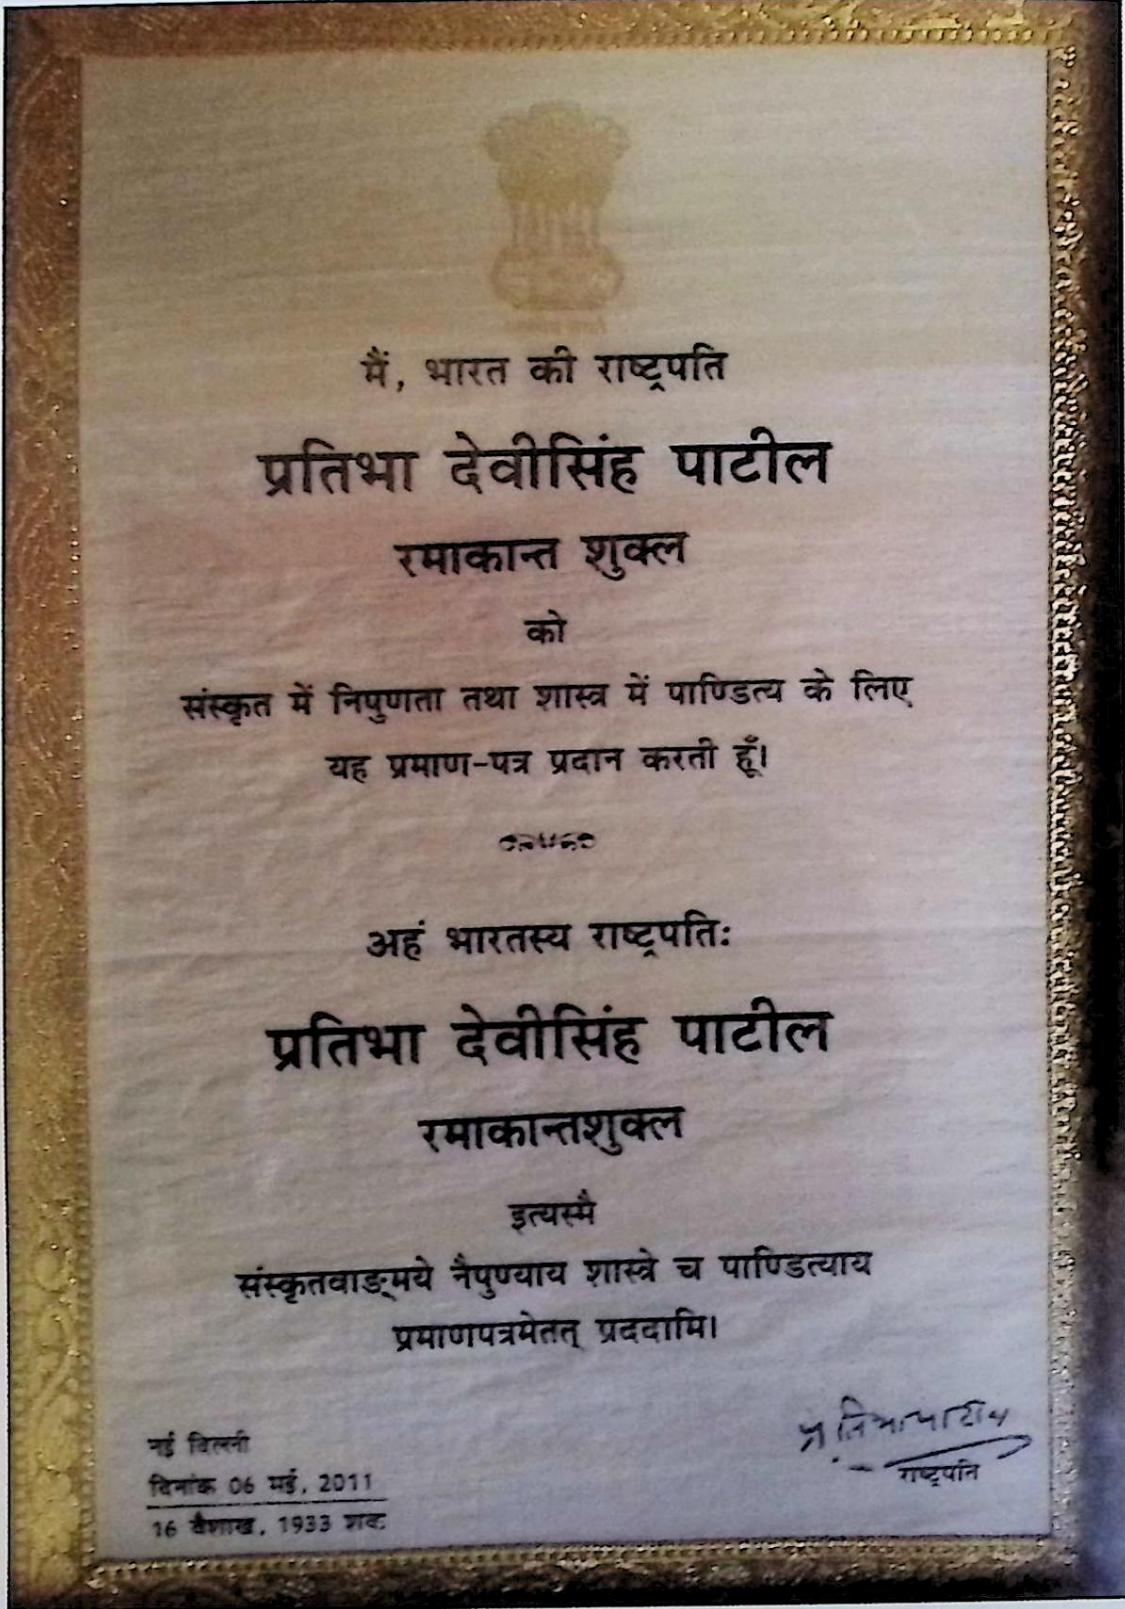 मैं, भारत की राष्ट्रपति
प्रतिभा देवीसिंह पाटील
रमाकान्त शुक्ल
को
संस्कृत में निपुणता तथा शास्त्र में पाण्डित्य के लिए
यह प्रमाण-पत्र प्रदान करती हूँ।
अहं भारतस्य राष्ट्रपतिः
प्रतिभा देवीसिंह पाटील
रमाकान्तशुक्ल
इत्यस्मै
संस्कृतवाङ्मये नैपुण्याय शास्त्रे च पाण्डित्याय
प्रमाणपत्रमेतत् प्रददामि।
प्रतिभा पाटील
राष्ट्रपति
नई दिल्ली
दिनांक 06 मई, 2011
16 वैशाख, 1933 शक